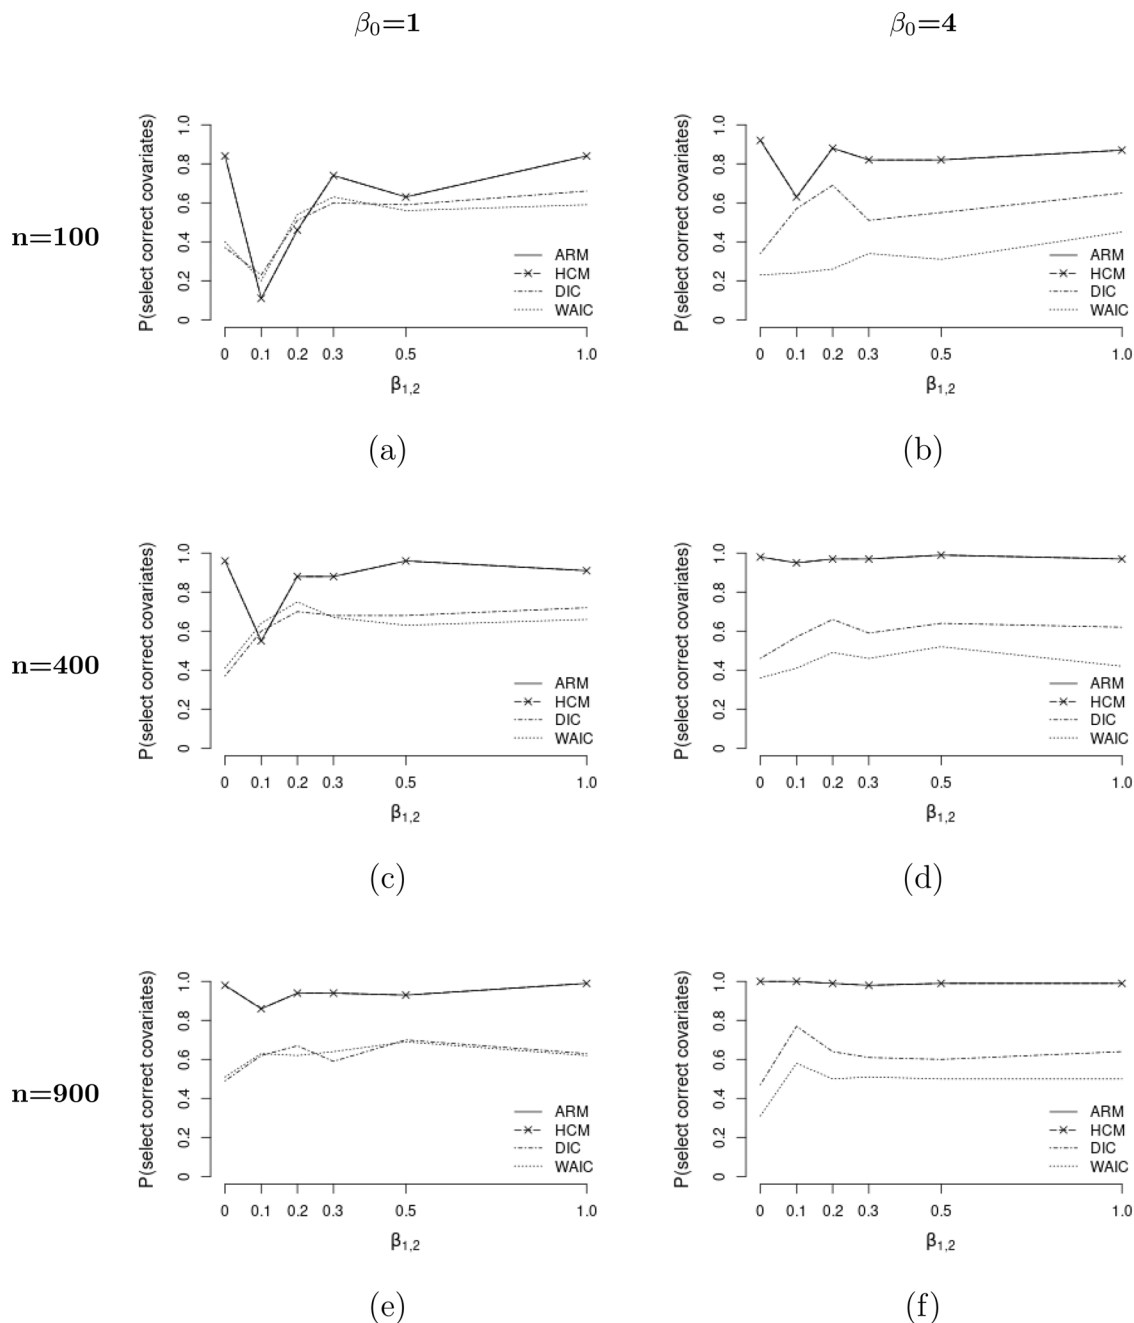 β₀=1
β₀=4
n=100
P(select correct covariates)
0 0.2 0.4 0.6 0.8 1.0
ARM
HCM
DIC
WAIC
0 0.1 0.2 0.3 0.5 1.0
β₁,₂
(a)
P(select correct covariates)
0 0.2 0.4 0.6 0.8 1.0
ARM
HCM
DIC
WAIC
0 0.1 0.2 0.3 0.5 1.0
β₁,₂
(b)
n=400
P(select correct covariates)
0 0.2 0.4 0.6 0.8 1.0
ARM
HCM
DIC
WAIC
0 0.1 0.2 0.3 0.5 1.0
β₁,₂
(c)
P(select correct covariates)
0 0.2 0.4 0.6 0.8 1.0
ARM
HCM
DIC
WAIC
0 0.1 0.2 0.3 0.5 1.0
β₁,₂
(d)
n=900
P(select correct covariates)
0 0.2 0.4 0.6 0.8 1.0
ARM
HCM
DIC
WAIC
0 0.1 0.2 0.3 0.5 1.0
β₁,₂
(e)
P(select correct covariates)
0 0.2 0.4 0.6 0.8 1.0
ARM
HCM
DIC
WAIC
0 0.1 0.2 0.3 0.5 1.0
β₁,₂
(f)